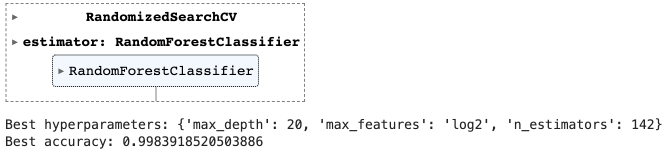 ▸ RandomizedSearchCV
▸ estimator: RandomForestClassifier
▸ RandomForestClassifier
Best hyperparameters: {'max_depth': 20, 'max_features': 'log2', 'n_estimators': 142}
Best accuracy: 0.9983918520503886